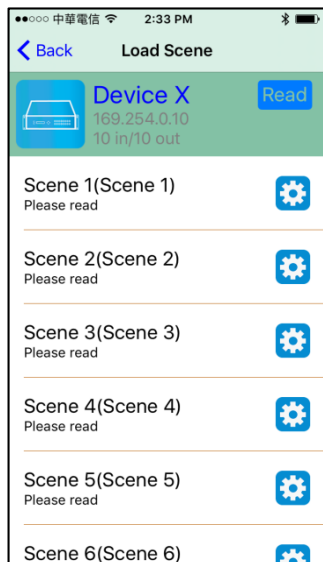 中華電信 2:33 PM
Back Load Scene
Device X Read
169.254.0.10
10 in/10 out
Scene 1(Scene 1)
Please read
Scene 2(Scene 2)
Please read
Scene 3(Scene 3)
Please read
Scene 4(Scene 4)
Please read
Scene 5(Scene 5)
Please read
Scene 6(Scene 6)